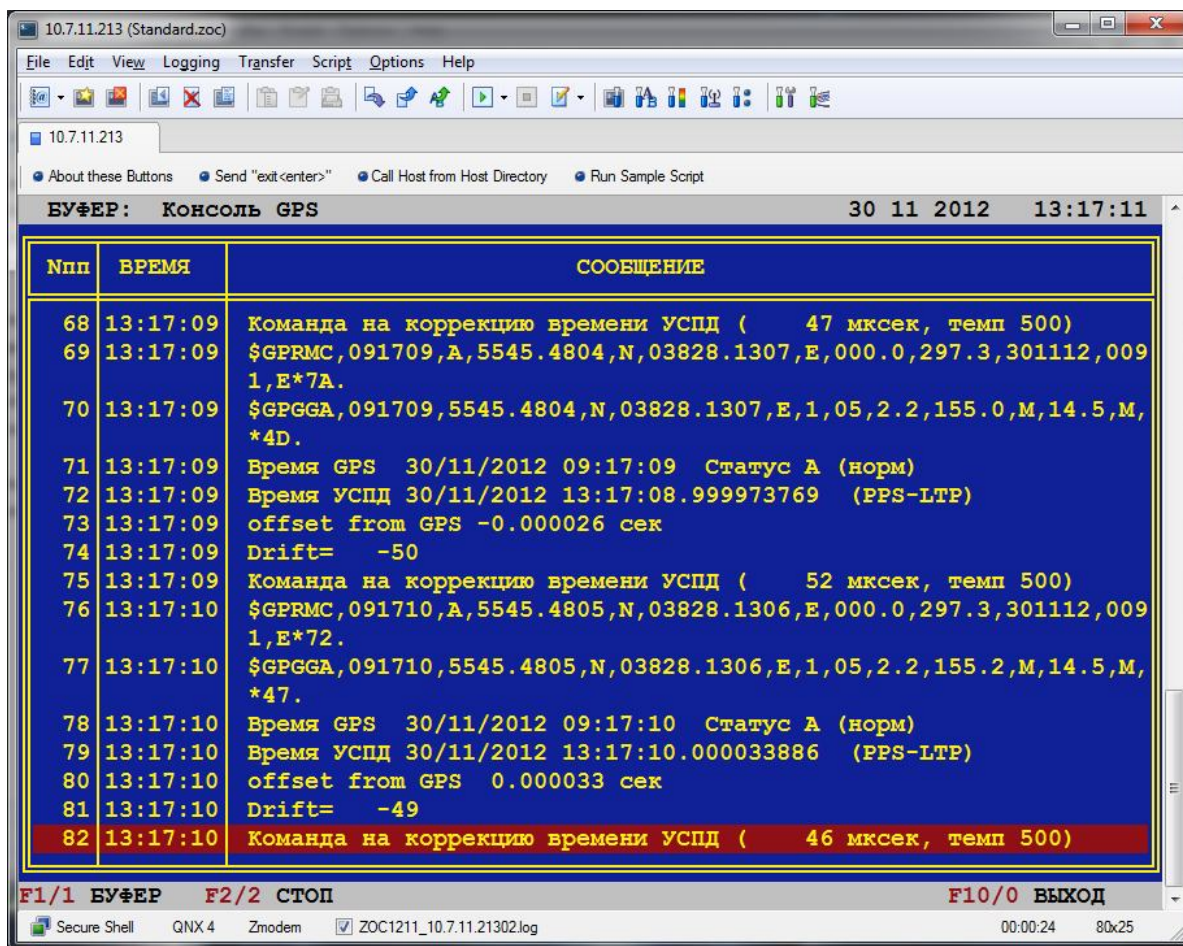 10.7.11.213 (Standard.zoc)
File Edit View Logging Transfer Script Options Help
10.7.11.213
About these Buttons Send "exit<enter>" Call Host from Host Directory Run Sample Script
БУФЕР: Консоль GPS 30 11 2012 13:17:11
Nпп ВРЕМЯ СООБЩЕНИЕ
68 13:17:09 Команда на коррекцию времени УСПД ( 47 мксек, темп 500)
69 13:17:09 $GPRMC,091709,A,5545.4804,N,03828.1307,E,000.0,297.3,301112,009
1,E*7A.
70 13:17:09 $GPGGA,091709,5545.4804,N,03828.1307,E,1,05,2.2,155.0,M,14.5,M,
*4D.
71 13:17:09 Время GPS 30/11/2012 09:17:09 Статус A (норм)
72 13:17:09 Время УСПД 30/11/2012 13:17:08.999973769 (PPS-LTP)
73 13:17:09 offset from GPS -0.000026 сек
74 13:17:09 Drift= -50
75 13:17:09 Команда на коррекцию времени УСПД ( 52 мксек, темп 500)
76 13:17:10 $GPRMC,091710,A,5545.4805,N,03828.1306,E,000.0,297.3,301112,009
1,E*72.
77 13:17:10 $GPGGA,091710,5545.4805,N,03828.1306,E,1,05,2.2,155.2,M,14.5,M,
*47.
78 13:17:10 Время GPS 30/11/2012 09:17:10 Статус A (норм)
79 13:17:10 Время УСПД 30/11/2012 13:17:10.000033886 (PPS-LTP)
80 13:17:10 offset from GPS 0.000033 сек
81 13:17:10 Drift= -49
82 13:17:10 Команда на коррекцию времени УСПД ( 46 мксек, темп 500)
F1/1 БУФЕР F2/2 СТОП F10/0 ВЫХОД
Secure Shell QNX 4 Zmodem ZOC1211_10.7.11.21302.log 00:00:24 80x25